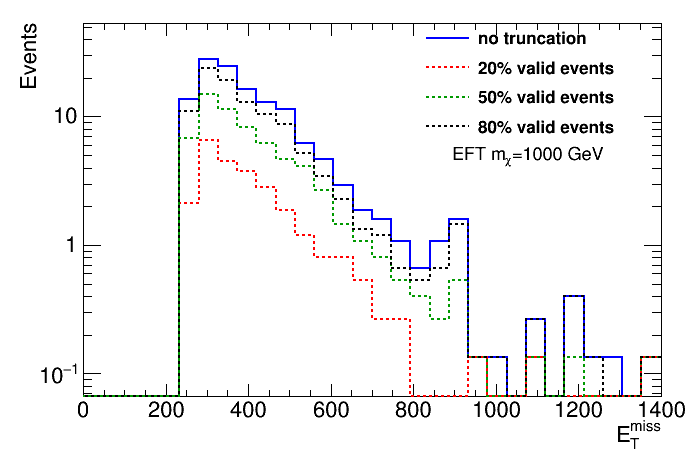 Events
no truncation
20% valid events
50% valid events
80% valid events
EFT mχ=1000 GeV
10
1
10⁻¹
0 200 400 600 800 1000 1200 1400
E_T^miss